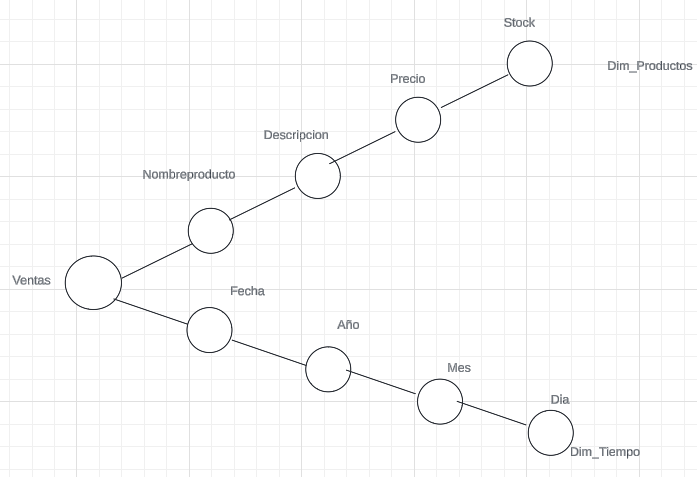 Stock
Dim_Productos
Precio
Descripcion
Nombreproducto
Ventas
Fecha
Año
Mes
Dia
Dim_Tiempo